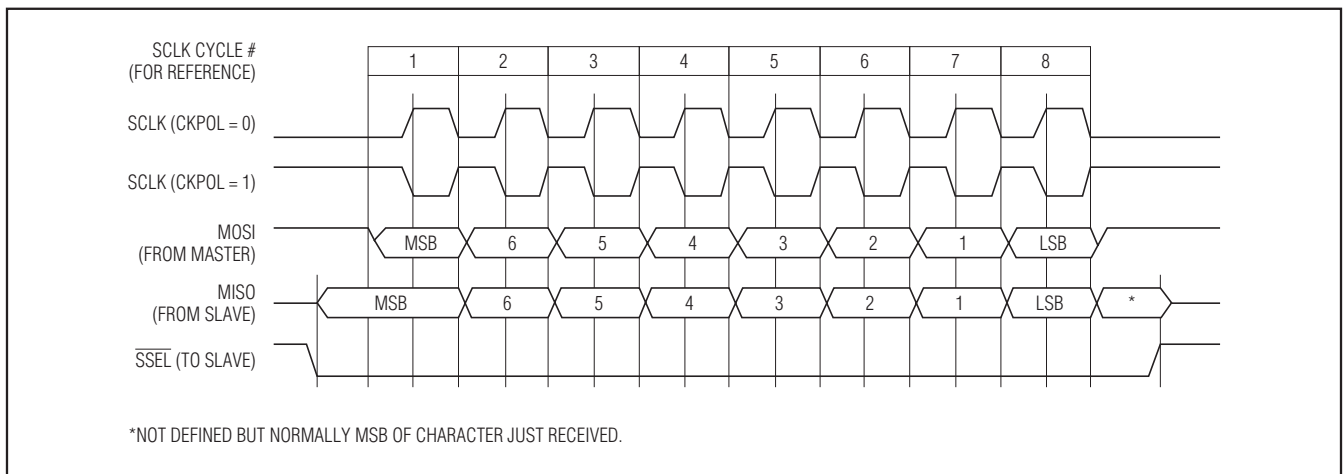 SCLK CYCLE #
(FOR REFERENCE)
1 2 3 4 5 6 7 8
SCLK (CKPOL = 0)
SCLK (CKPOL = 1)
MOSI
(FROM MASTER)
MSB 6 5 4 3 2 1 LSB
MISO
(FROM SLAVE)
MSB 6 5 4 3 2 1 LSB *
SSEL (TO SLAVE)
*NOT DEFINED BUT NORMALLY MSB OF CHARACTER JUST RECEIVED.